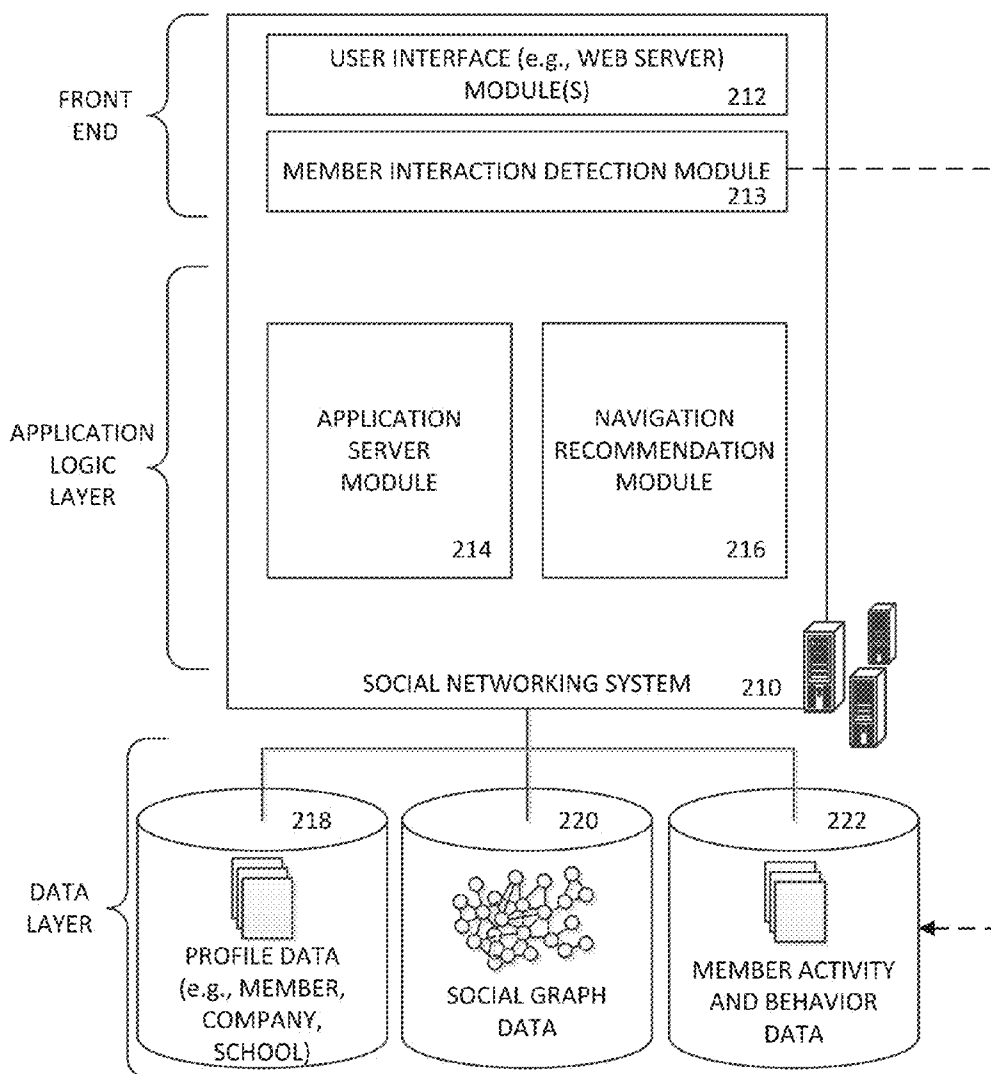 FRONT
END
USER INTERFACE (e.g., WEB SERVER)
MODULE(S)
212
MEMBER INTERACTION DETECTION MODULE
213
APPLICATION
LOGIC
LAYER
APPLICATION
SERVER
MODULE
214
NAVIGATION
RECOMMENDATION
MODULE
216
SOCIAL NETWORKING SYSTEM
210
DATA
LAYER
218
PROFILE DATA
(e.g., MEMBER,
COMPANY,
SCHOOL)
220
SOCIAL GRAPH
DATA
222
MEMBER ACTIVITY
AND BEHAVIOR
DATA